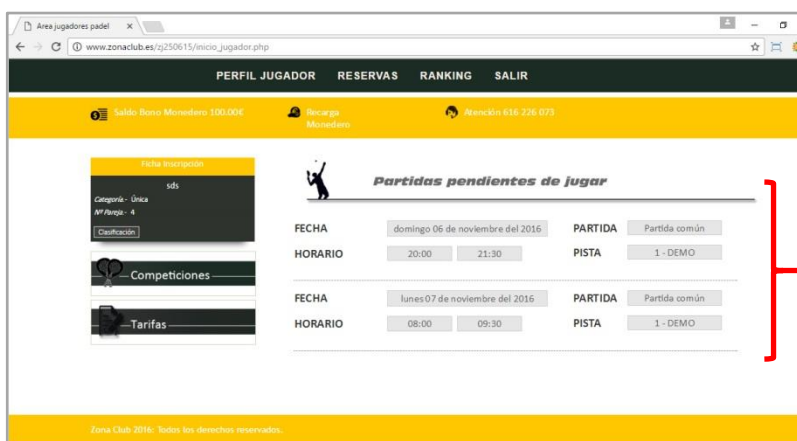 Area jugadores padel
www.zonaclub.es/zj250615/inicio_jugador.php
PERFIL JUGADOR RESERVAS RANKING SALIR
Saldo Bono Monedero 100.00€
Recarga
Monedero
Atención 616 226 073
Ficha Inscripción
sds
Categoría.- Única
Nº Pareja.- 4
Clasificación
Competiciones
Tarifas
Partidas pendientes de jugar
FECHA domingo 06 de noviembre del 2016 PARTIDA Partida común
HORARIO 20:00 21:30 PISTA 1 - DEMO
FECHA lunes 07 de noviembre del 2016 PARTIDA Partida común
HORARIO 08:00 09:30 PISTA 1 - DEMO
Zona Club 2016: Todos los derechos reservados.